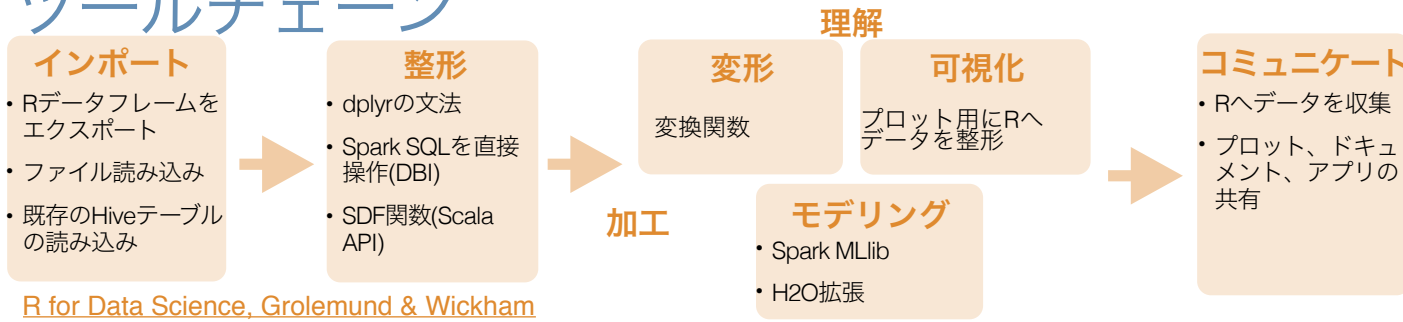 ツールチェーン
インポート
• Rデータフレームを
エクスポート
• ファイル読み込み
• 既存のHiveテーブル
の読み込み
整形
• dplyrの文法
• Spark SQLを直接
操作(DBI)
• SDF関数(Scala
API)
理解
変形
変換関数
可視化
プロット用にRへ
データを整形
加工
モデリング
• Spark MLlib
• H2O拡張
コミュニケート
• Rへデータを収集
• プロット、ドキュ
メント、アプリの
共有
R for Data Science, Grolemund & Wickham